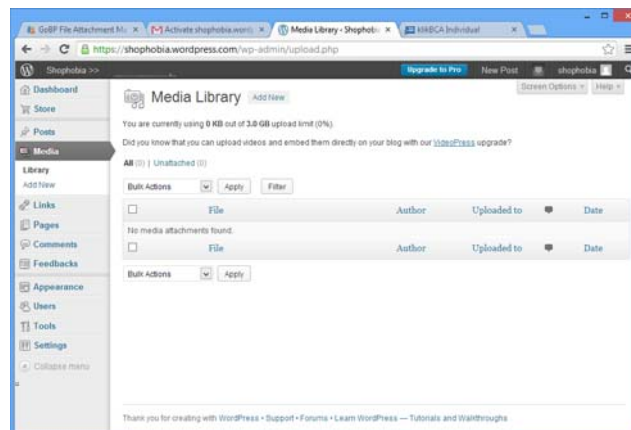 GoBP File Attachment Ma
Activate shophobia.word
Media Library ‹ Shophobi
Individual
https://shophobia.wordpress.com/wp-admin/upload.php
Shophobia >>
Upgrade to Pro
New Post
shophobia
Dashboard
Store
Posts
Media
Library
Add New
Links
Pages
Comments
Feedbacks
Appearance
Users
Tools
Settings
Collapse menu
Screen Options
Help
Media Library
Add New
You are currently using 0 KB out of 3.0 GB upload limit (0%).
Did you know that you can upload videos and embed them directly on your blog with our VideoPress upgrade?
All (0) | Unattached (0)
Bulk Actions Apply Filter
File Author Uploaded to Date
No media attachments found.
File Author Uploaded to Date
Bulk Actions Apply
Thank you for creating with WordPress • Support • Forums • Learn WordPress — Tutorials and Walkthroughs